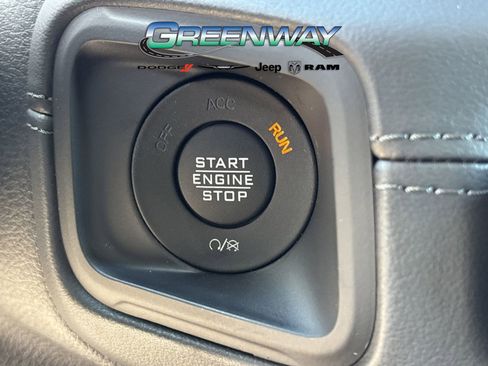 GREENWAY
DODGE Jeep RAM
ACC
OFF RUN
START
ENGINE
STOP